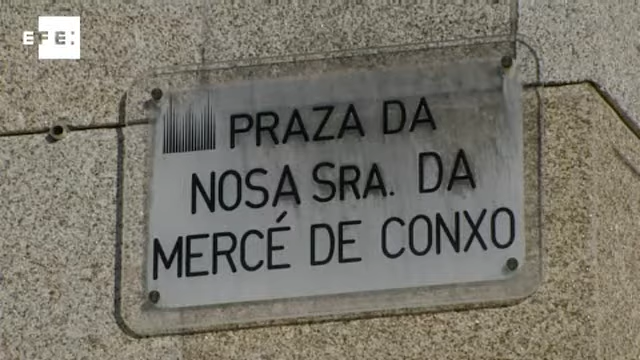 EFE:
PRAZA DA
NOSA SRA. DA
MERCÉ DE CONXO